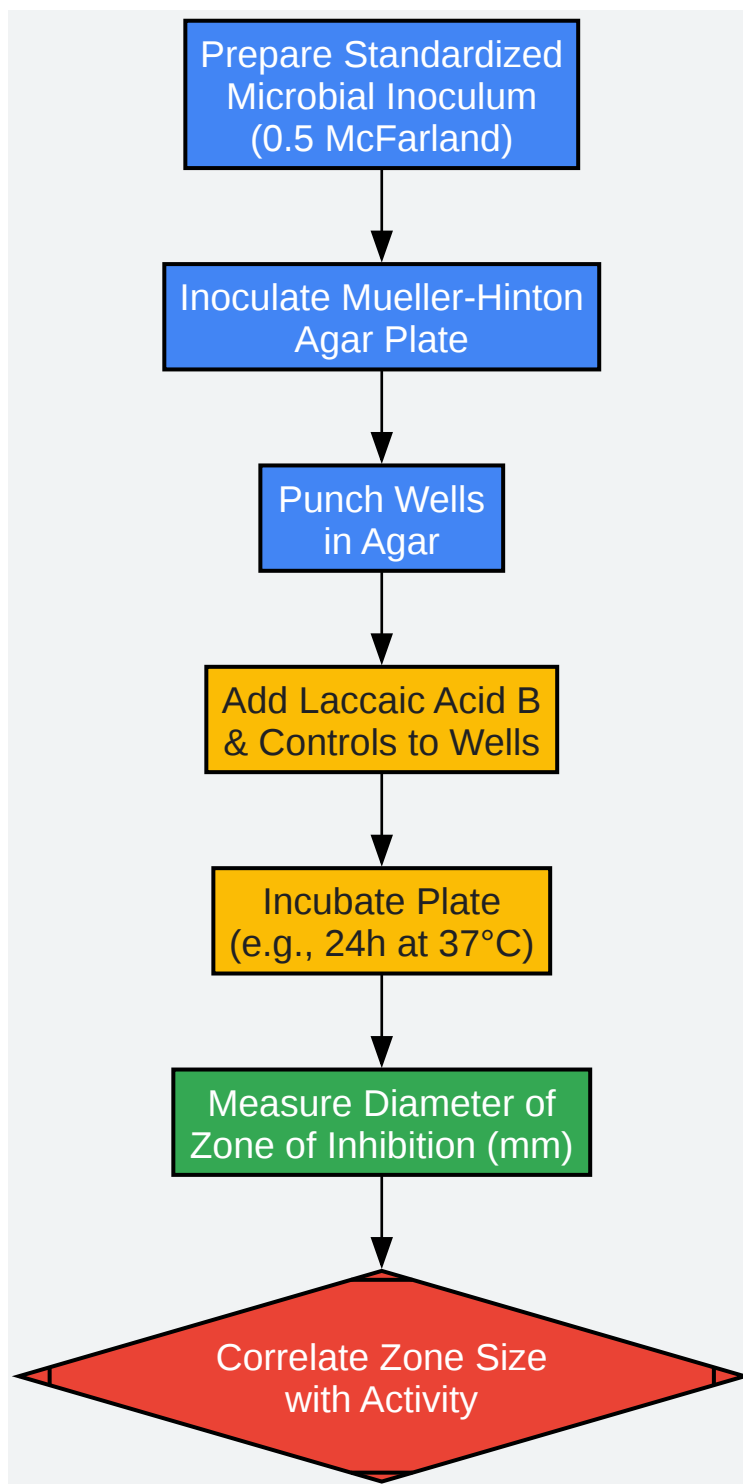 Prepare Standardized
Microbial Inoculum
(0.5 McFarland)
Inoculate Mueller-Hinton
Agar Plate
Punch Wells
in Agar
Add Laccaic Acid B
& Controls to Wells
Incubate Plate
(e.g., 24h at 37°C)
Measure Diameter of
Zone of Inhibition (mm)
Correlate Zone Size
with Activity